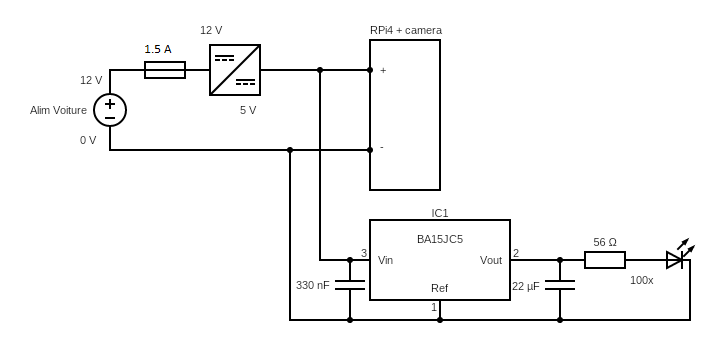 12 V
RPi4 + camera
1.5 A
12 V
+
Alim Voiture
5 V
0 V
-
IC1
BA15JC5
3
Vin
Vout
2
56 Ω
330 nF
Ref
22 µF
100x
1